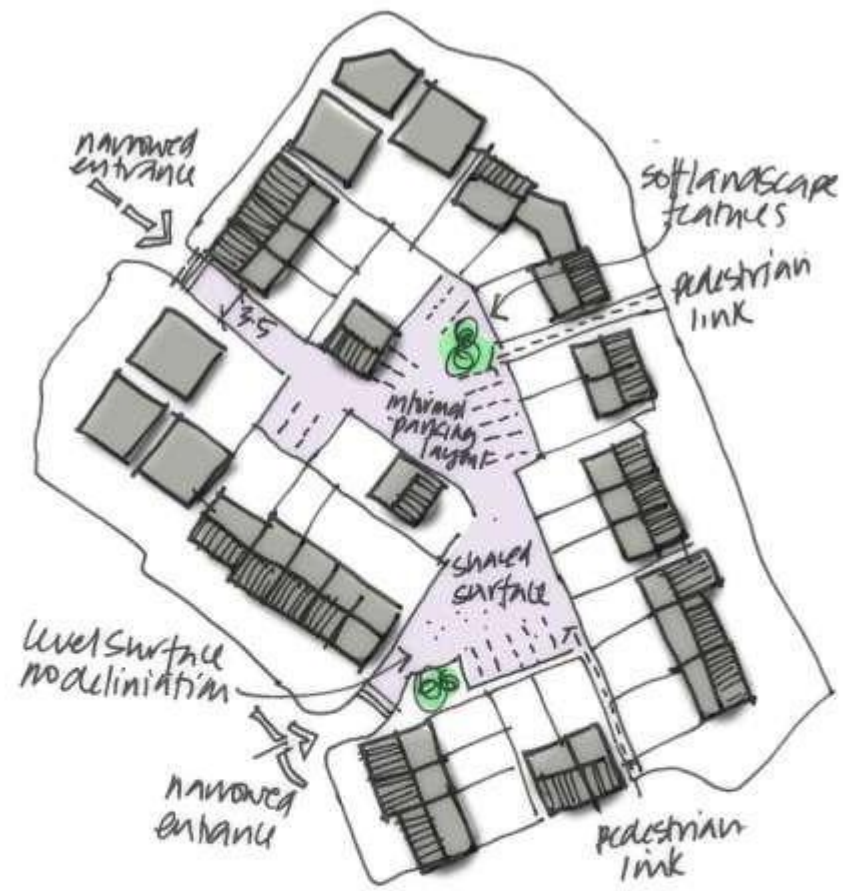 narrowed
entrance
soft landscape
features
pedestrian
link
3.5
informal
parking
layout
shared
surface
level surface
no deliniation
narrowed
entrance
pedestrian
link